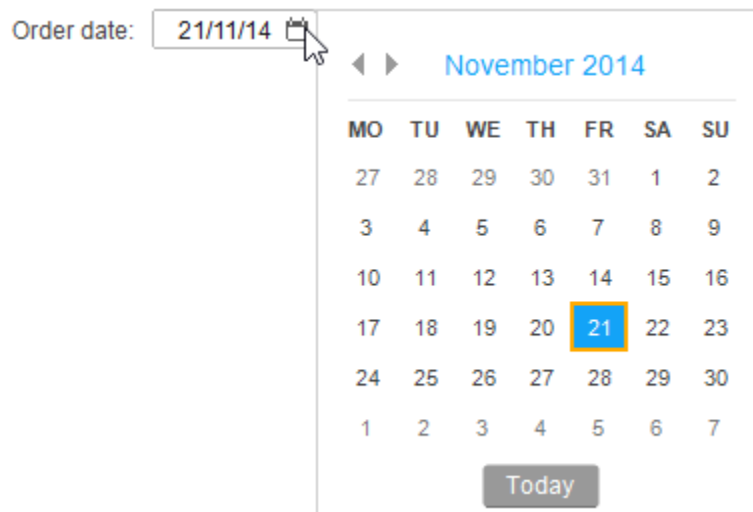 Order date: 21/11/14
November 2014
MO TU WE TH FR SA SU
27 28 29 30 31 1 2
3 4 5 6 7 8 9
10 11 12 13 14 15 16
17 18 19 20 21 22 23
24 25 26 27 28 29 30
1 2 3 4 5 6 7
Today